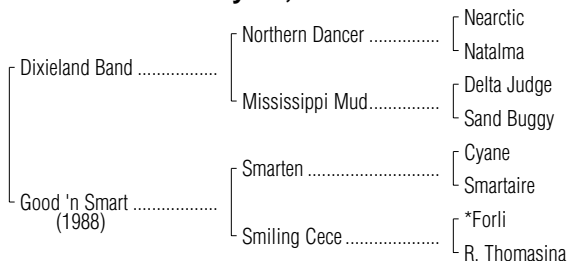 Nearctic
Northern Dancer ...............
Natalma
Dixieland Band .................
Delta Judge
Mississippi Mud...............
Sand Buggy
Cyane
Smarten ............................
Smartaire
Good 'n Smart ..................
(1988)
*Forli
Smiling Cece....................
R. Thomasina